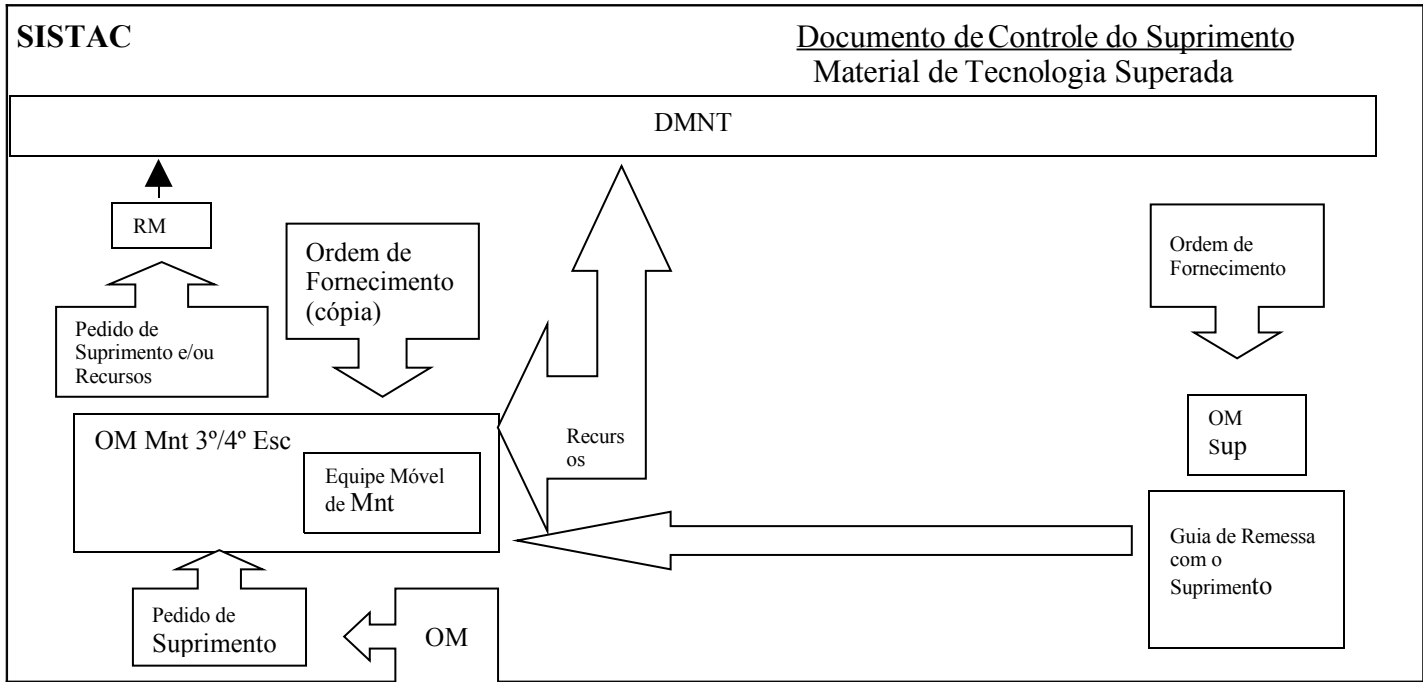 SISTAC
Documento de Controle do Suprimento
Material de Tecnologia Superada
DMNT
RM
Pedido de
Suprimento e/ou
Recursos
Ordem de
Fornecimento
(cópia)
Ordem de
Fornecimento
OM Mnt 3º/4º Esc
Equipe Móvel
de Mnt
Recurs
os
OM
Sup
Guia de Remessa
com o
Suprimento
Pedido de
Suprimento
OM